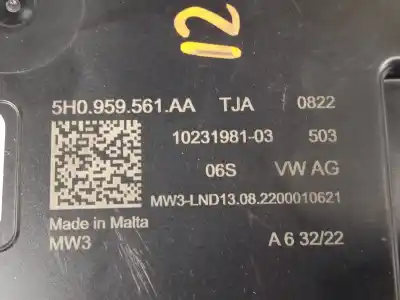 12
5H0.959.561.AA TJA 0822
10231981-03 503
06S VW AG
MW3-LND13.08.2200010621
Made in Malta
MW3 A 6 32/22